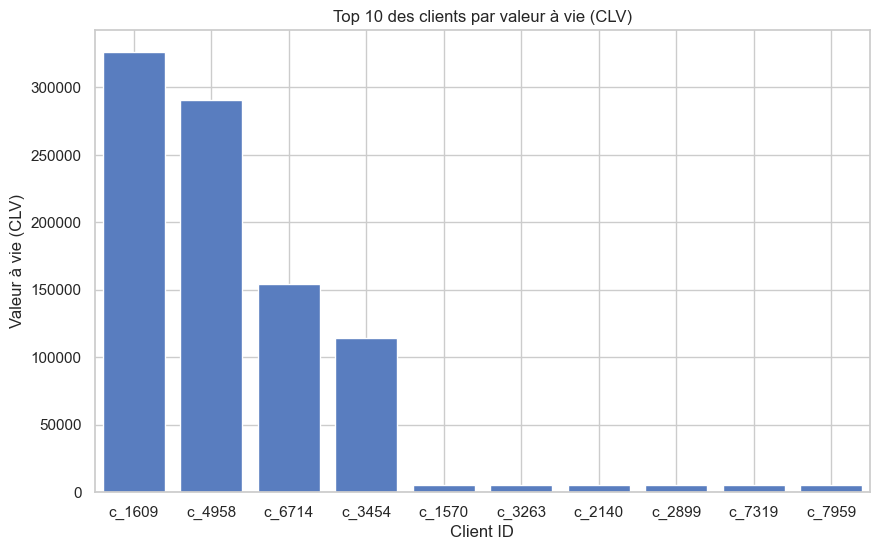 Top 10 des clients par valeur à vie (CLV)
Valeur à vie (CLV)
300000
250000
200000
150000
100000
50000
0
c_1609 c_4958 c_6714 c_3454 c_1570 c_3263 c_2140 c_2899 c_7319 c_7959
Client ID